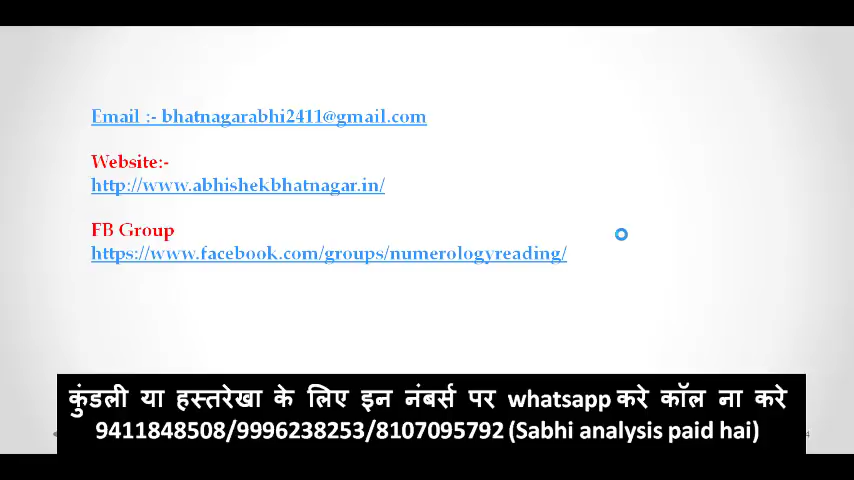 Email :- bhatnagarabhi2411@gmail.com
Website:-
http://www.abhishekbhatnagar.in/
FB Group
https://www.facebook.com/groups/numerologyreading/
कुंडली या हस्तरेखा के लिए इन नंबर्स पर whatsapp करे कॉल ना करे
9411848508/9996238253/8107095792 (Sabhi analysis paid hai)